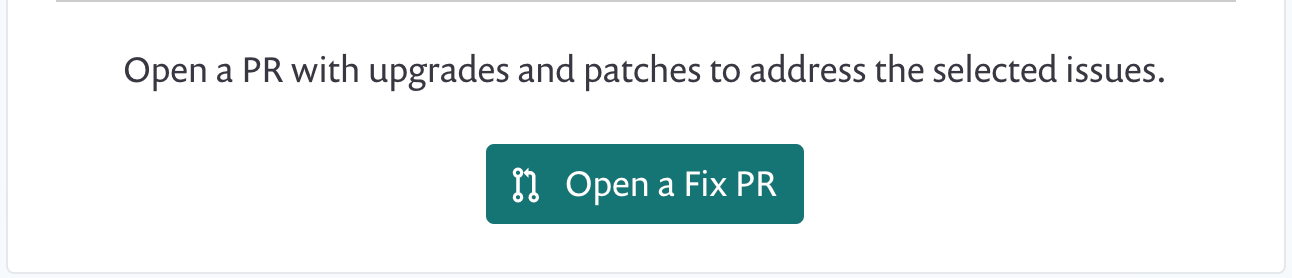 Open a PR with upgrades and patches to address the selected issues.
Open a Fix PR